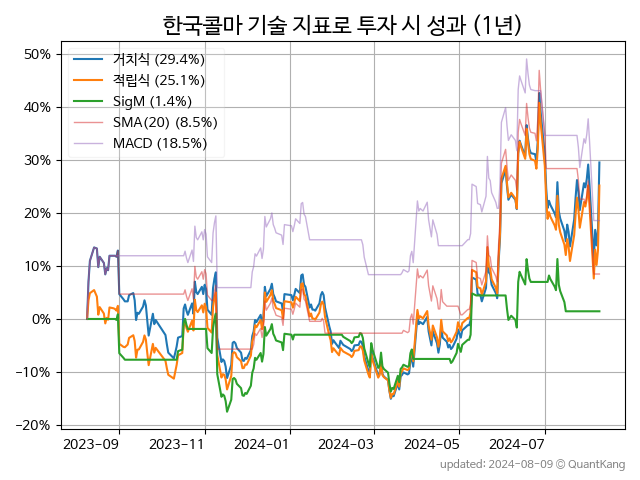 한국콜마 기술 지표로 투자 시 성과 (1년)
거치식 (29.4%)
적립식 (25.1%)
SigM (1.4%)
SMA(20) (8.5%)
MACD (18.5%)
50%
40%
30%
20%
10%
0%
−10%
−20%
2023-09 2023-11 2024-01 2024-03 2024-05 2024-07
updated: 2024-08-09 © QuantKang